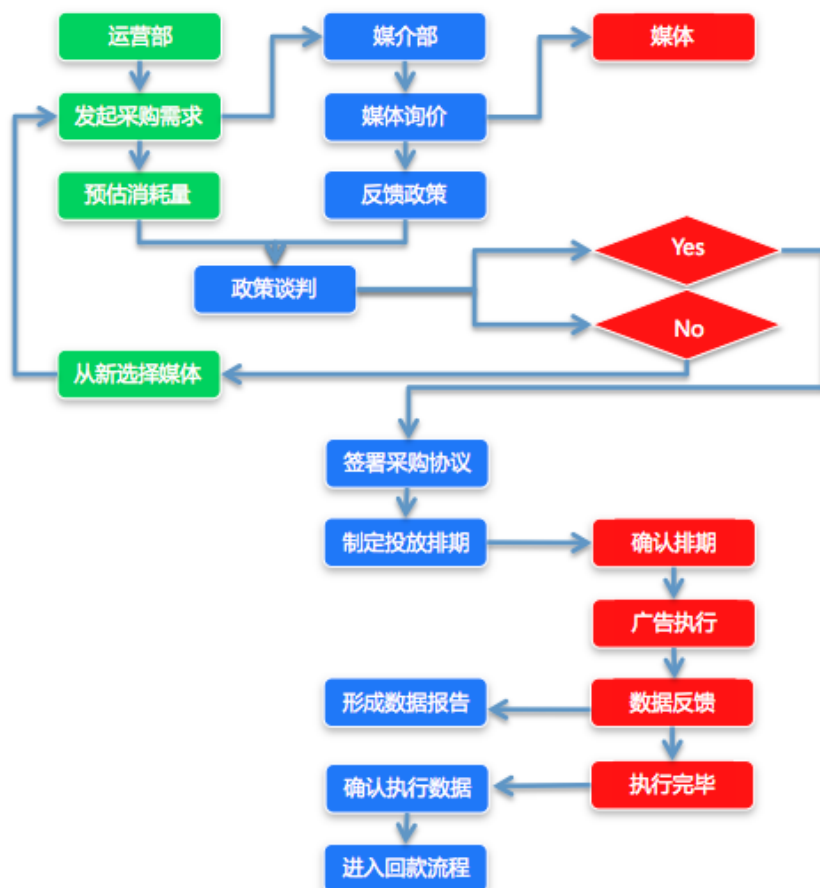 运营部
媒介部
媒体
发起采购需求
媒体询价
预估消耗量
反馈政策
Yes
政策谈判
No
从新选择媒体
签署采购协议
制定投放排期
确认排期
广告执行
形成数据报告
数据反馈
确认执行数据
执行完毕
进入回款流程